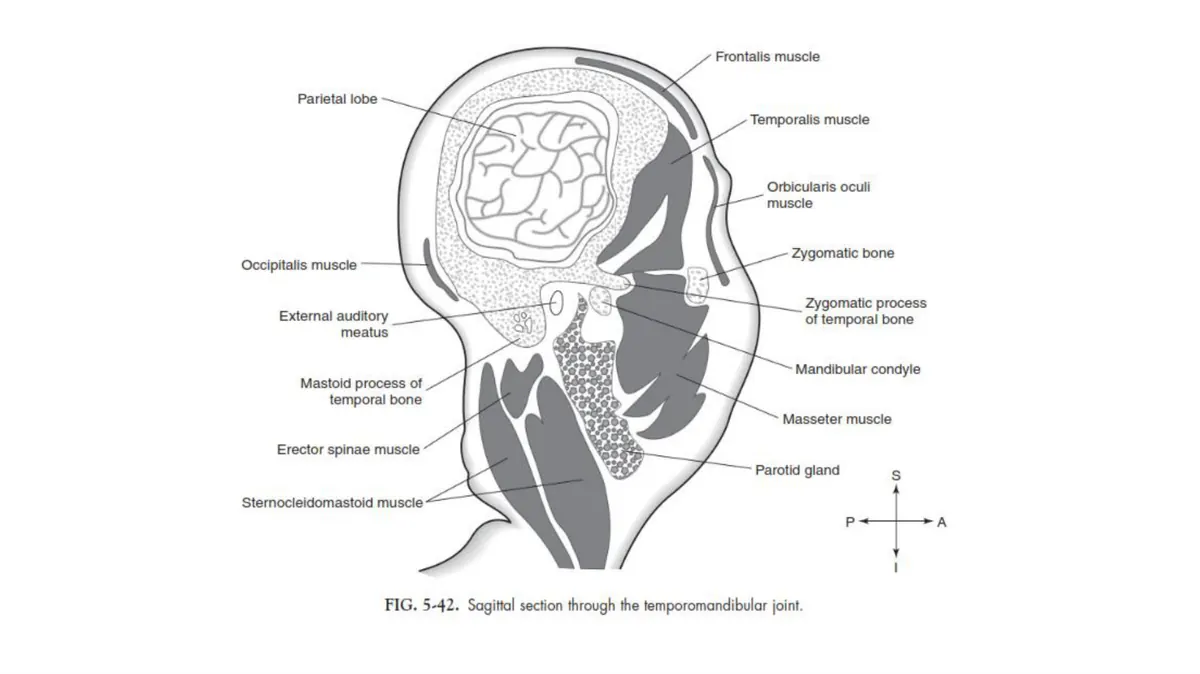 Frontalis muscle
Parietal lobe
Temporalis muscle
Orbicularis oculi
muscle
Zygomatic bone
Occipitalis muscle
Zygomatic process
of temporal bone
External auditory
meatus
Mandibular condyle
Mastoid process of
temporal bone
Masseter muscle
Erector spinae muscle
Parotid gland
Sternocleidomastoid muscle
S
P
A
I
FIG. 5-42. Sagittal section through the temporomandibular joint.